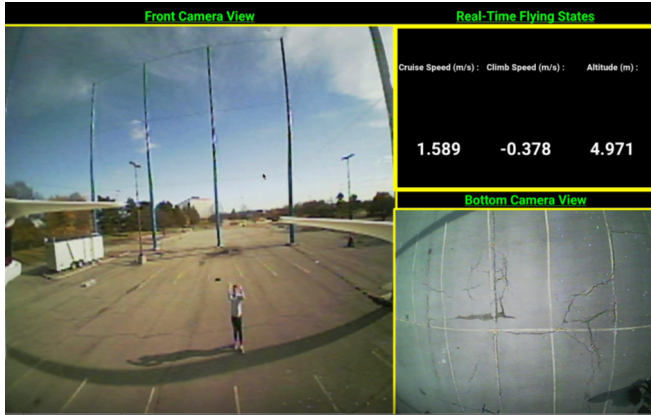 Front Camera View
Real-Time Flying States
Cruise Speed (m/s) : Climb Speed (m/s) : Altitude (m) :
1.589 -0.378 4.971
Bottom Camera View